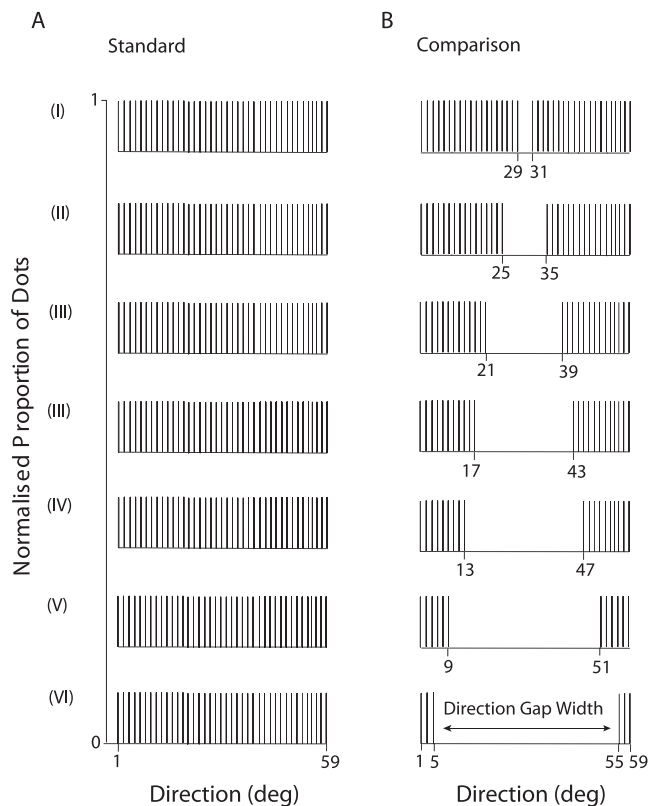 A
B
Standard
Comparison
Normalised Proportion of Dots
1
(I)
29 31
(II)
25 35
(III)
21 39
(III)
17 43
(IV)
13 47
(V)
9 51
(VI)
Direction Gap Width
0
1 59
1 5 55 59
Direction (deg)
Direction (deg)